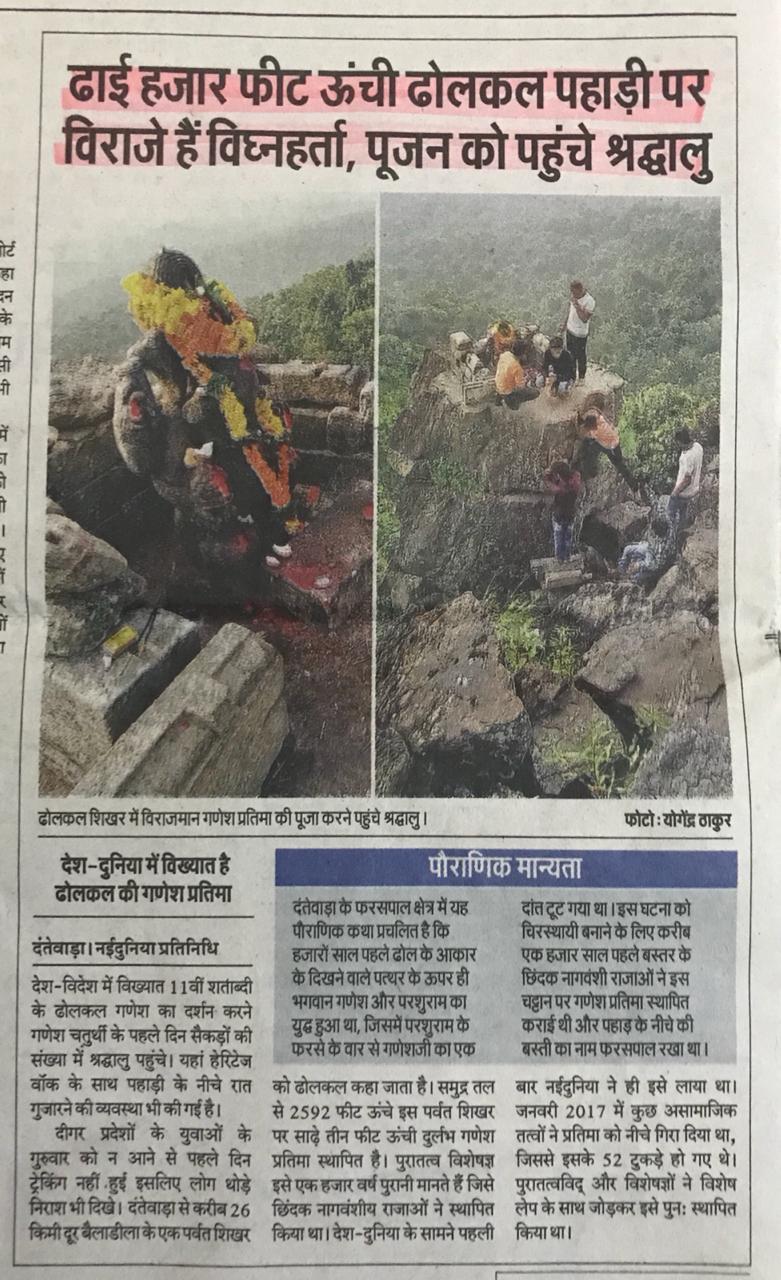 ढाई हजार फीट ऊंची ढोलकल पहाड़ी पर
विराजे हैं विघ्नहर्ता, पूजन को पहुंचे श्रद्धालु
ढोलकल शिखर में विराजमान गणेश प्रतिमा की पूजा करने पहुंचे श्रद्धालु।
फोटो : योगेंद्र ठाकुर
देश-दुनिया में विख्यात है
ढोलकल की गणेश प्रतिमा
दंतेवाड़ा। नईदुनिया प्रतिनिधि
देश-विदेश में विख्यात 11वीं शताब्दी
के ढोलकल गणेश का दर्शन करने
गणेश चतुर्थी के पहले दिन सैकड़ों की
संख्या में श्रद्धालु पहुंचे। यहां हेरिटेज
वॉक के साथ पहाड़ी के नीचे रात
गुजारने की व्यवस्था भी की गई है।
दीगर प्रदेशों के युवाओं के
गुरुवार को न आने से पहले दिन
ट्रेकिंग नहीं हुई इसलिए लोग थोड़े
निराश भी दिखे। दंतेवाड़ा से करीब 26
किमी दूर बैलाडीला के एक पर्वत शिखर
पौराणिक मान्यता
दंतेवाड़ा के फरसपाल क्षेत्र में यह
पौराणिक कथा प्रचलित है कि
हजारों साल पहले ढोल के आकार
के दिखने वाले पत्थर के ऊपर ही
भगवान गणेश और परशुराम का
युद्ध हुआ था, जिसमें परशुराम के
फरसे के वार से गणेशजी का एक
दांत टूट गया था। इस घटना को
चिरस्थायी बनाने के लिए करीब
एक हजार साल पहले बस्तर के
छिंदक नागवंशी राजाओं ने इस
चट्टान पर गणेश प्रतिमा स्थापित
कराई थी और पहाड़ के नीचे की
बस्ती का नाम फरसपाल रखा था।
को ढोलकल कहा जाता है। समुद्र तल
से 2592 फीट ऊंचे इस पर्वत शिखर
पर साढ़े तीन फीट ऊंची दुर्लभ गणेश
प्रतिमा स्थापित है। पुरातत्व विशेषज्ञ
इसे एक हजार वर्ष पुरानी मानते हैं जिसे
छिंदक नागवंशीय राजाओं ने स्थापित
किया था। देश-दुनिया के सामने पहली
बार नईदुनिया ने ही इसे लाया था।
जनवरी 2017 में कुछ असामाजिक
तत्वों ने प्रतिमा को नीचे गिरा दिया था,
जिससे इसके 52 टुकड़े हो गए थे।
पुरातत्वविद् और विशेषज्ञों ने विशेष
लेप के साथ जोड़कर इसे पुन: स्थापित
किया था।